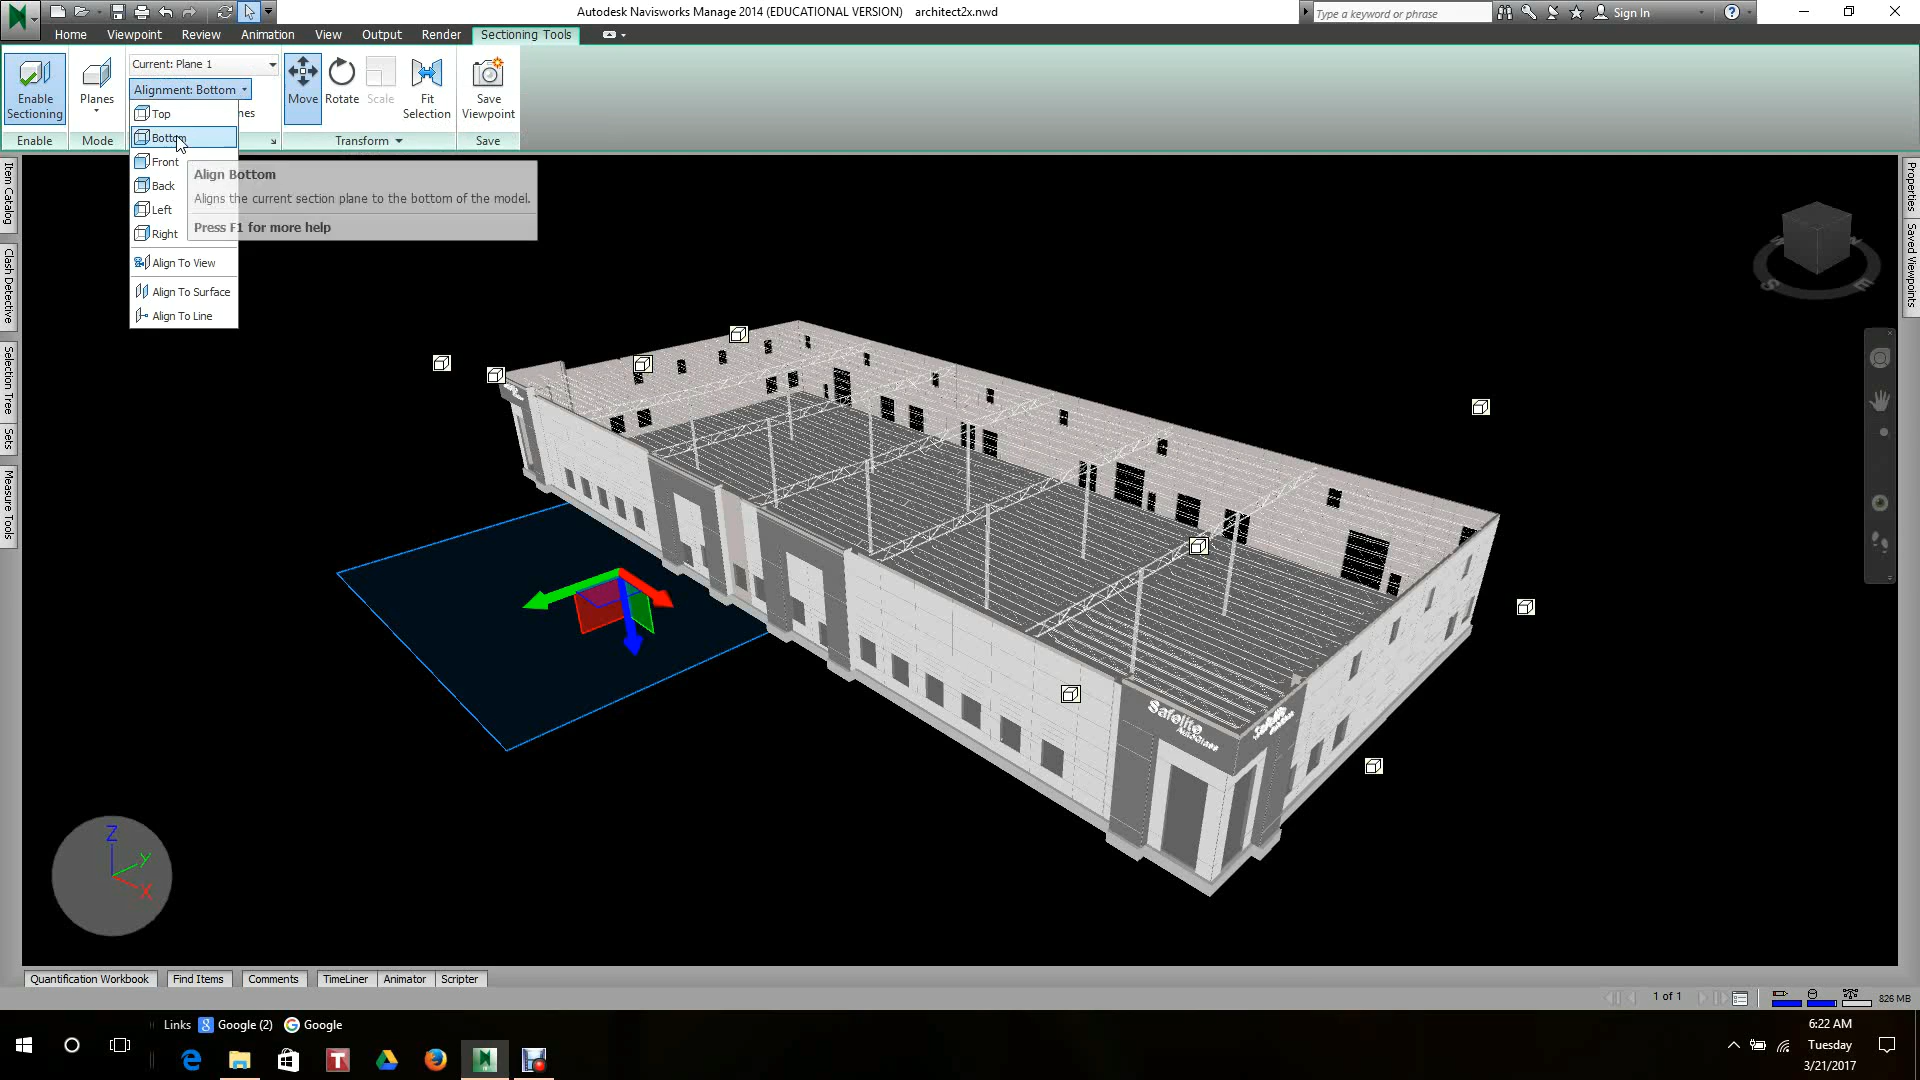 Autodesk Navisworks Manage 2014 (EDUCATIONAL VERSION) architect2x.nwd
Type a keyword or phrase
Sign In
Home Viewpoint Review Animation View Output Render Sectioning Tools
Current: Plane 1
Alignment: Bottom
Enable Sectioning
Planes
Move
Rotate
Scale
Fit Selection
Save Viewpoint
Enable
Mode
Transform
Save
Top
Bottom
Front
Back
Left
Right
Align To View
Align To Surface
Align To Line
Align Bottom
Aligns the current section plane to the bottom of the model.
Press F1 for more help
Item Catalog
Clash Detective
Selection Tree
Sets
Measure Tools
Properties
Saved Viewpoints
S
E
Safelite
AutoGlass
Z
Y
X
Quantification Workbook
Find Items
Comments
TimeLiner
Animator
Scripter
1 of 1
826 MB
Links Google (2) Google
6:22 AM
Tuesday
3/21/2017